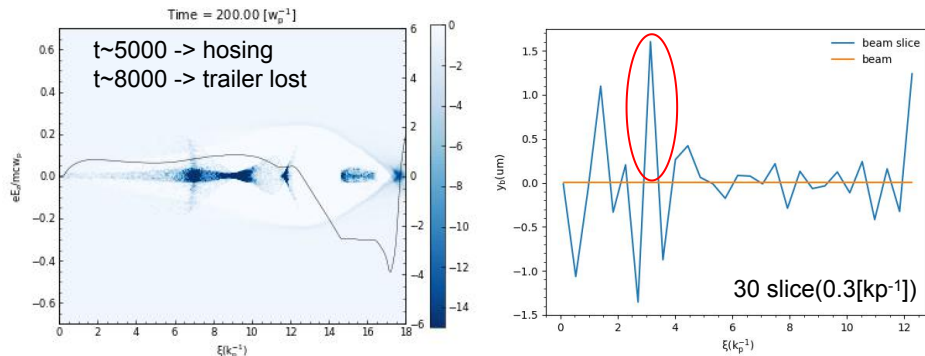 Time = 200.00 [w_p^{-1}]
t~5000 -> hosing
t~8000 -> trailer lost
eE_z/mcw_p
0.6
0.4
0.2
0.0
−0.2
−0.4
−0.6
0 2 4 6 8 10 12 14 16 18
ξ(k_p^{-1})
6
4
2
0
−2
−4
−6
0
−2
−4
−6
−8
−10
−12
−14
y_b(um)
1.5
1.0
0.5
0.0
−0.5
−1.0
−1.5
beam slice
beam
30 slice(0.3[kp⁻¹])
0 2 4 6 8 10 12
ξ(k_p^{-1})